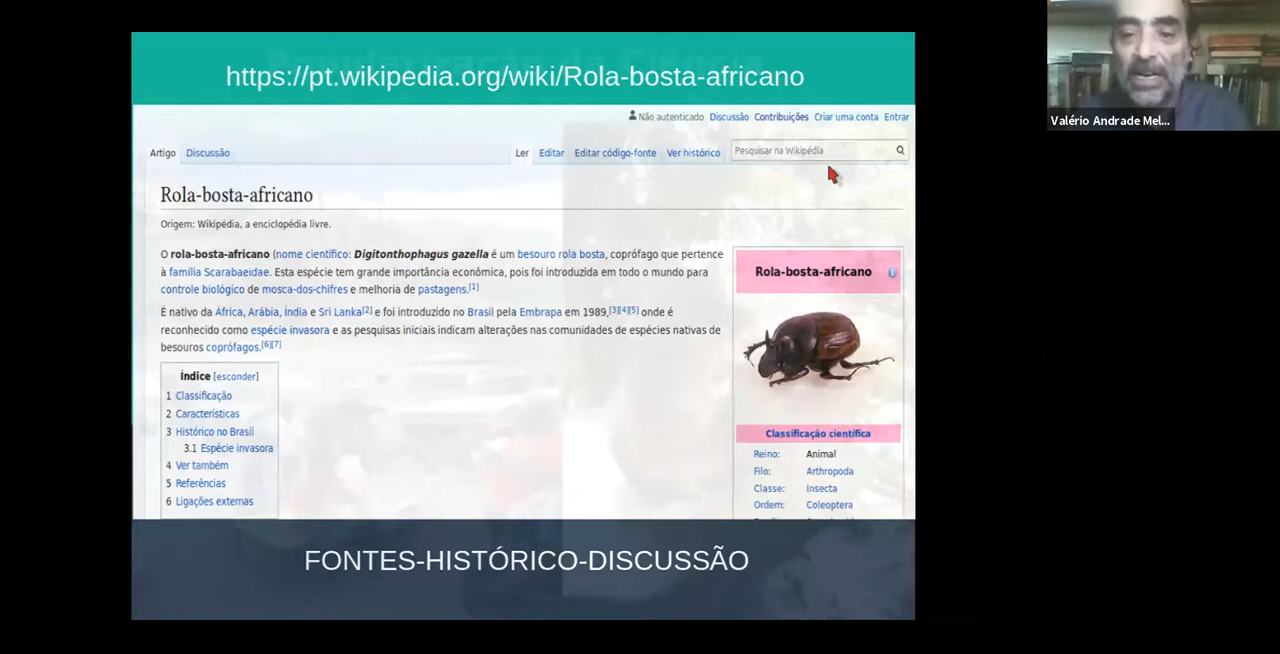 https://pt.wikipedia.org/wiki/Rola-bosta-africano
Valério Andrade Mel...
Não autenticado Discussão Contribuições Criar uma conta Entrar
Artigo Discussão Ler Editar Editar código-fonte Ver histórico Pesquisar na Wikipédia
Rola-bosta-africano
Origem: Wikipédia, a enciclopédia livre.
O rola-bosta-africano (nome científico: Digitonthophagus gazella é um besouro rola bosta, coprófago que pertence
à família Scarabaeidae. Esta espécie tem grande importância econômica, pois foi introduzida em todo o mundo para
controle biológico de mosca-dos-chifres e melhoria de pastagens.[1]
É nativo da África, Arábia, Índia e Sri Lanka[2] e foi introduzido no Brasil pela Embrapa em 1989,[3][4][5] onde é
reconhecido como espécie invasora e as pesquisas iniciais indicam alterações nas comunidades de espécies nativas de
besouros coprófagos.[6][7]
Índice [esconder]
1 Classificação
2 Características
3 Histórico no Brasil
3.1 Espécie invasora
4 Ver também
5 Referências
6 Ligações externas
Rola-bosta-africano
Classificação científica
Reino: Animal
Filo: Arthropoda
Classe: Insecta
Ordem: Coleoptera
FONTES-HISTÓRICO-DISCUSSÃO